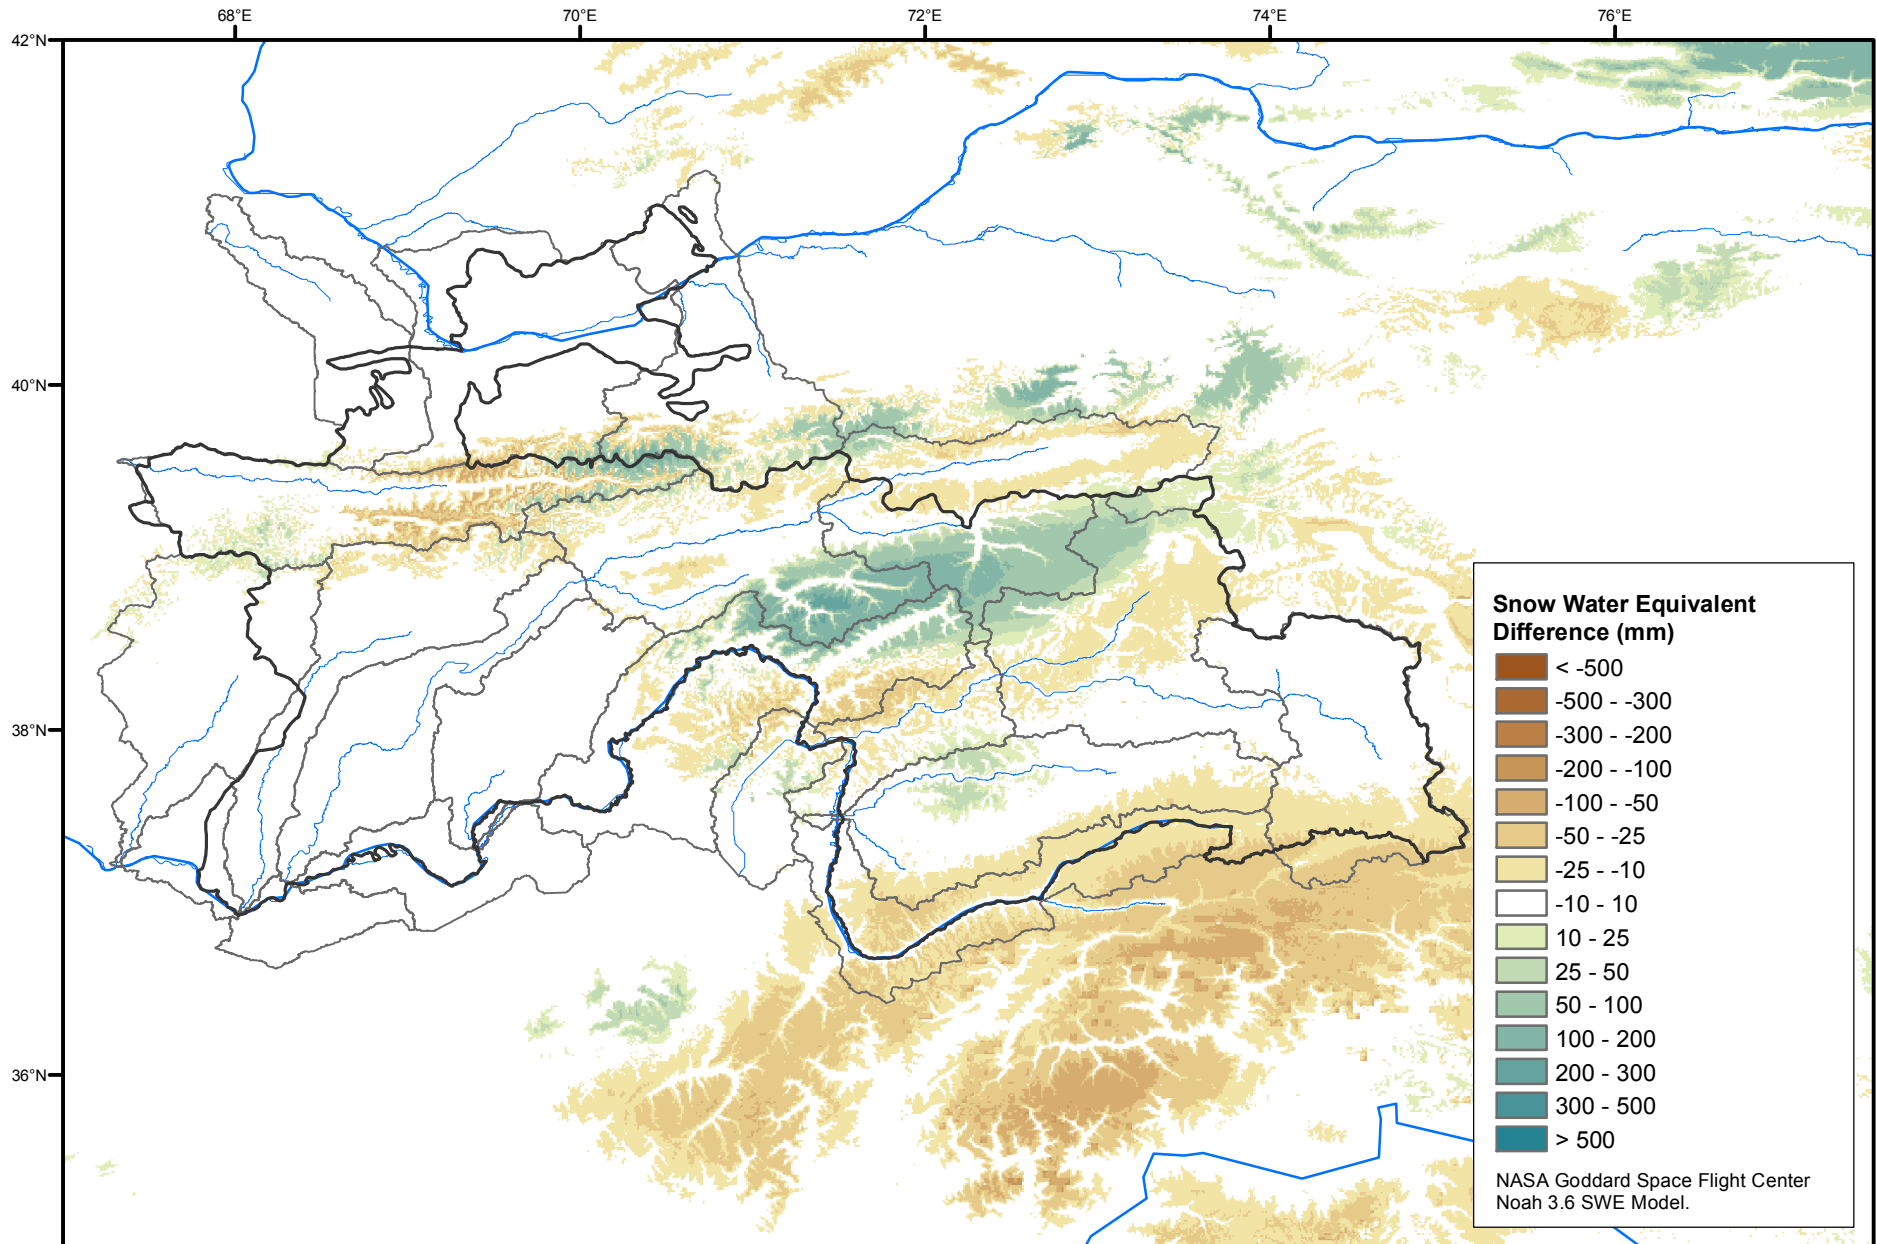 68°E
70°E
72°E
74°E
76°E
42°N
40°N
38°N
36°N
Snow Water Equivalent
Difference (mm)
< -500
-500 - -300
-300 - -200
-200 - -100
-100 - -50
-50 - -25
-25 - -10
-10 - 10
10 - 25
25 - 50
50 - 100
100 - 200
200 - 300
300 - 500
> 500
NASA Goddard Space Flight Center
Noah 3.6 SWE Model.